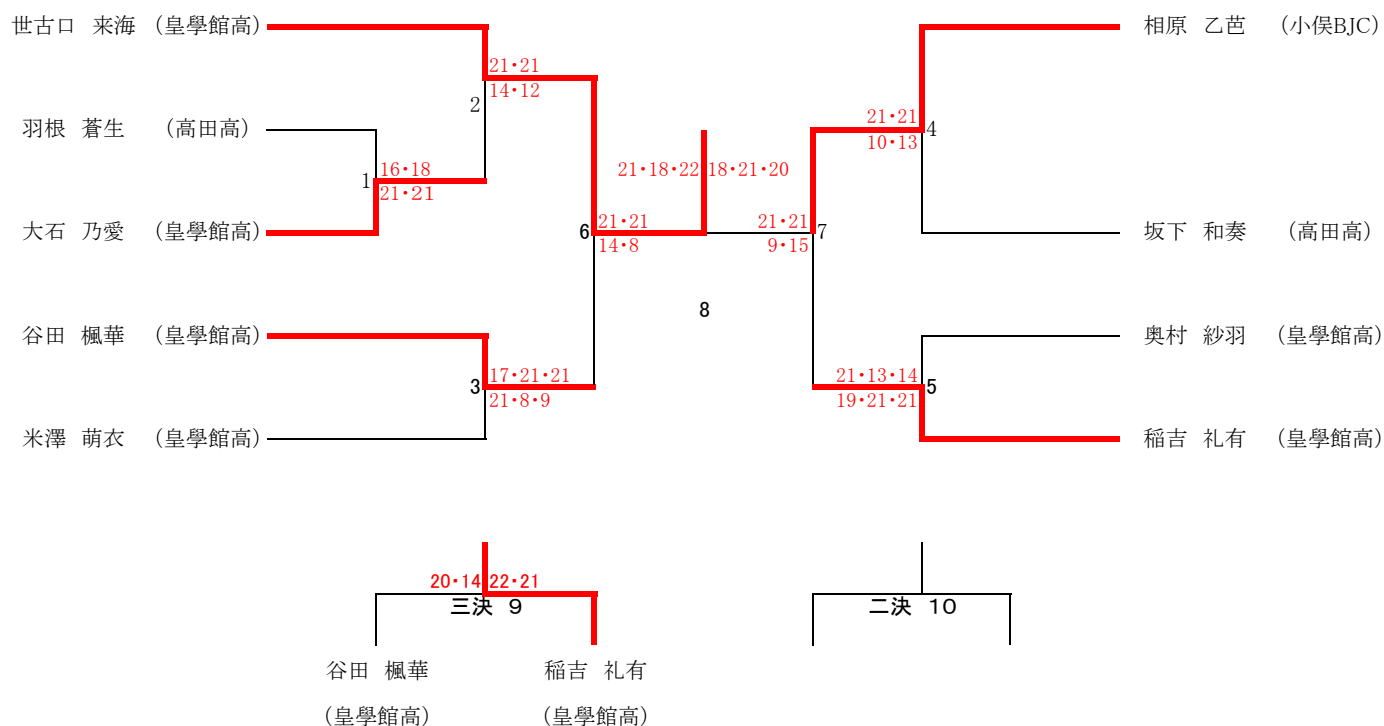 世古口 来海 (皇學館高)
相原 乙芭 (小俣BJC)
21・21
14・12
2
羽根 蒼生 (高田高)
21・21
10・13
4
16・18
21・21
1
21・18・22 18・21・20
大石 乃愛 (皇學館高)
21・21
14・8
6
21・21
9・15
7
坂下 和奏 (高田高)
8
谷田 楓華 (皇學館高)
奥村 紗羽 (皇學館高)
17・21・21
21・8・9
3
21・13・14
19・21・21
5
米澤 萌衣 (皇學館高)
稲吉 礼有 (皇學館高)
20・14 22・21
三決 9
二決 10
谷田 楓華
稲吉 礼有
(皇學館高)
(皇學館高)